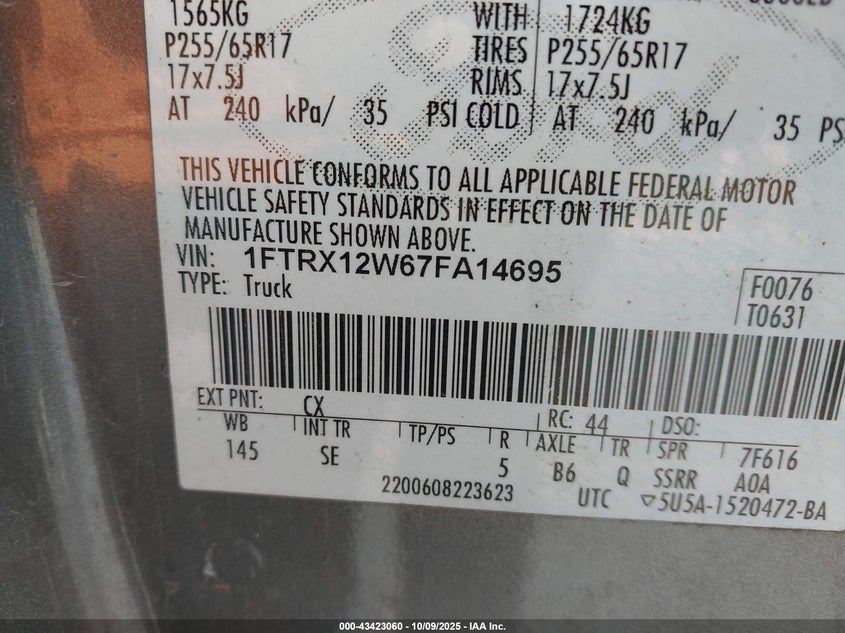 1565KG WITH 1724KG
P255/65R17 TIRES P255/65R17
17x7.5J RIMS 17x7.5J
AT 240 kPa/ 35 PSI COLD AT 240 kPa/ 35 PS
THIS VEHICLE CONFORMS TO ALL APPLICABLE FEDERAL MOTOR
VEHICLE SAFETY STANDARDS IN EFFECT ON THE DATE OF
MANUFACTURE SHOWN ABOVE.
VIN: 1FTRX12W67FA14695
TYPE: Truck
F0076
T0631
EXT PNT: CX RC: 44 DSO:
WB INT TR TP/PS R AXLE TR SPR 7F616
145 SE 5 B6 Q SSRR A0A
2200608223623 UTC ▽5U5A-1520472-BA
000-43423060 - 10/09/2025 - IAA Inc.